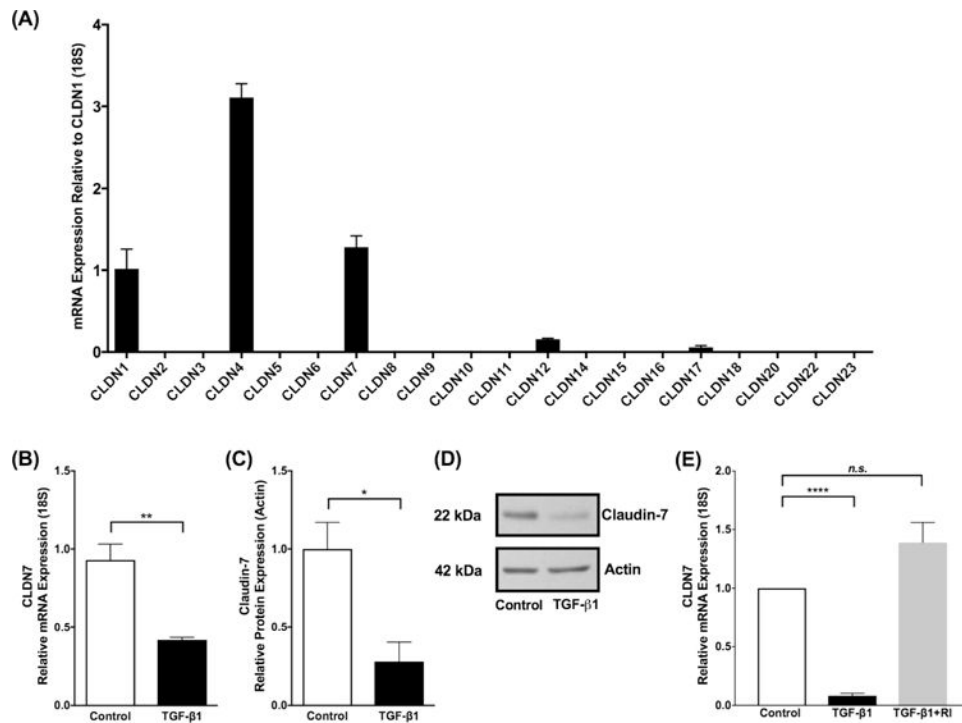 (A)
mRNA Expression Relative to CLDN1 (18S)
4
3
2
1
0
CLDN1
CLDN2
CLDN3
CLDN4
CLDN5
CLDN6
CLDN7
CLDN8
CLDN9
CLDN10
CLDN11
CLDN12
CLDN14
CLDN15
CLDN16
CLDN17
CLDN18
CLDN20
CLDN22
CLDN23
(B)
CLDN7
Relative mRNA Expression (18S)
1.5
1.0
0.5
0.0
**
Control TGF-β1
(C)
Claudin-7
Relative Protein Expression (Actin)
1.5
1.0
0.5
0.0
*
Control TGF-β1
(D)
22 kDa Claudin-7
42 kDa Actin
Control TGF-β1
(E)
CLDN7
Relative mRNA Expression (18S)
2.0
1.5
1.0
0.5
0.0
n.s.
****
Control TGF-β1 TGF-β1+RI